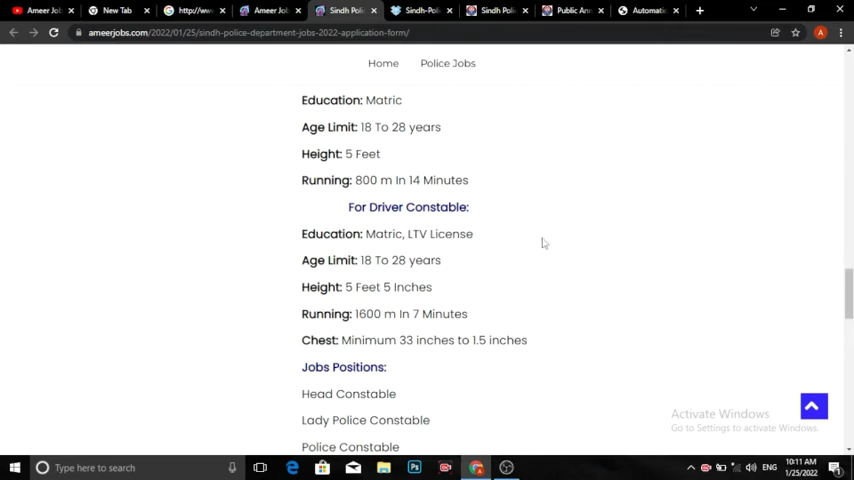 Ameer Job
New Tab
http://www
Ameer Job
Sindh Poli
Sindh-Pol
Sindh Poli
Public Ann
Automatic
ameerjobs.com/2022/01/25/sindh-police-department-jobs-2022-application-form/
A
Home
Police Jobs
Education: Matric
Age Limit: 18 To 28 years
Height: 5 Feet
Running: 800 m In 14 Minutes
For Driver Constable:
Education: Matric, LTV License
Age Limit: 18 To 28 years
Height: 5 Feet 5 Inches
Running: 1600 m In 7 Minutes
Chest: Minimum 33 inches to 1.5 inches
Jobs Positions:
Head Constable
Lady Police Constable
Police Constable
Activate Windows
Go to Settings to activate Windows.
Type here to search
Ps
ENG
10:11 AM
1/25/2022